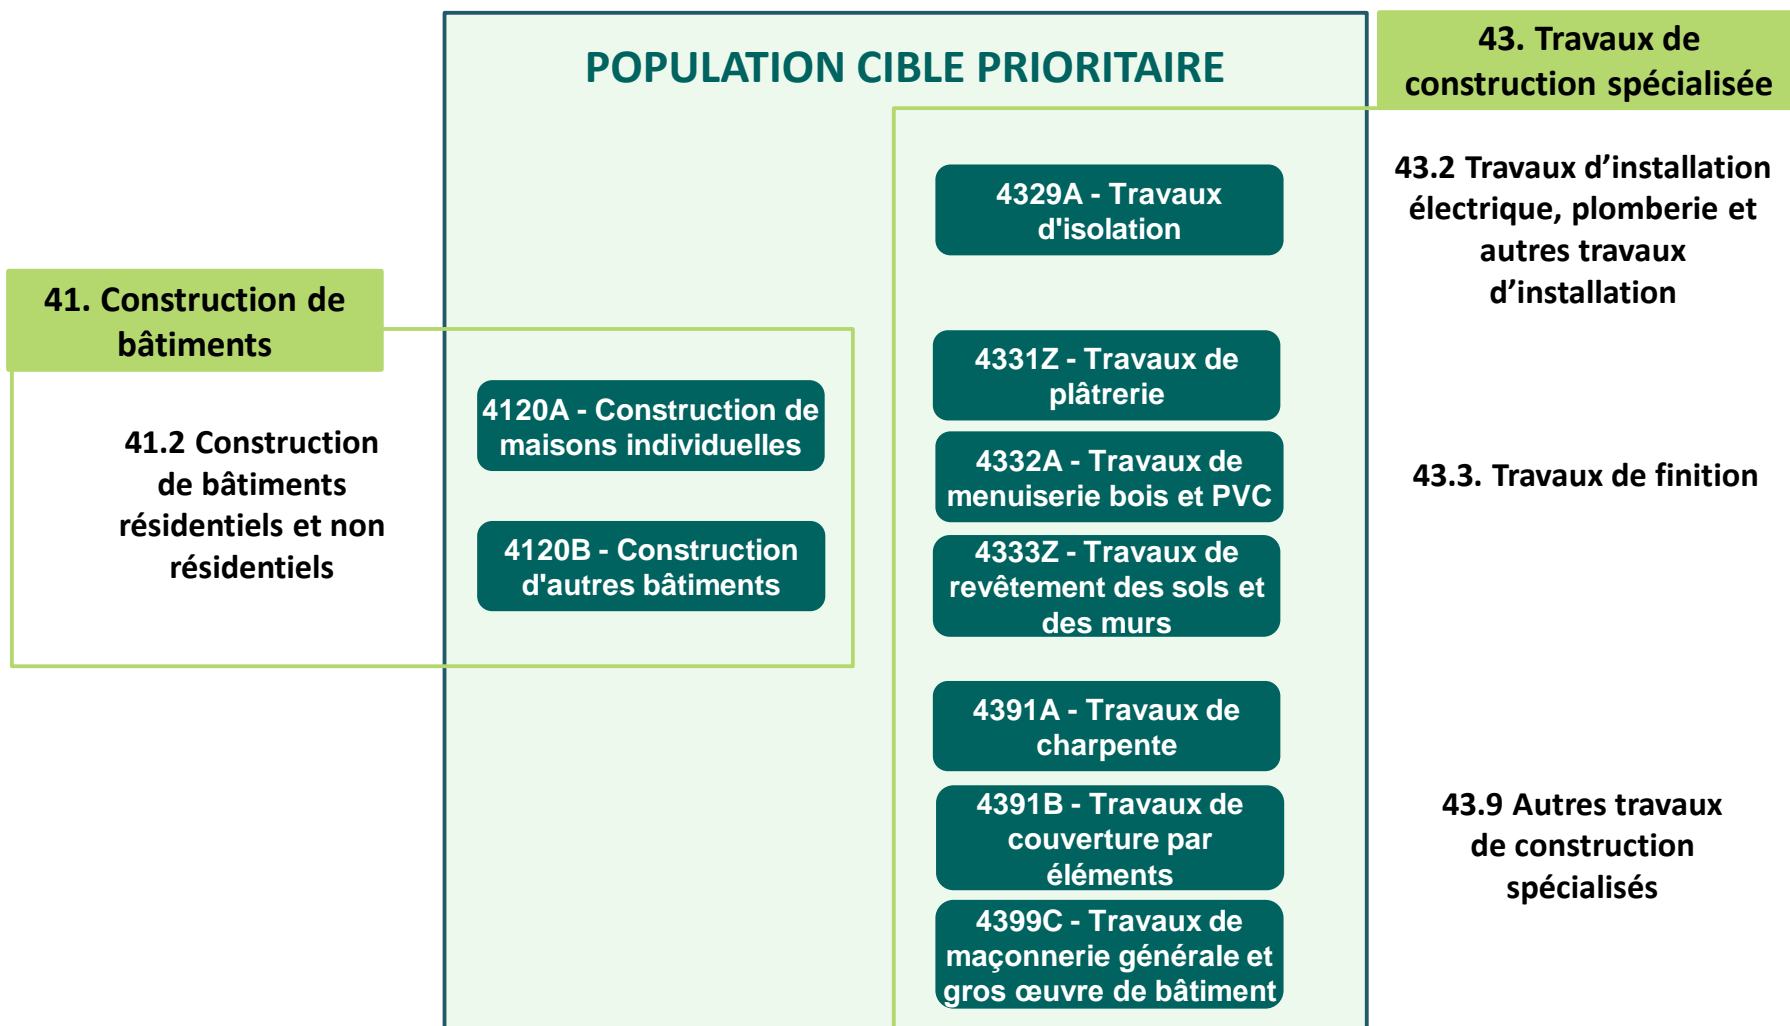 POPULATION CIBLE PRIORITAIRE
41. Construction de
bâtiments
41.2 Construction
de bâtiments
résidentiels et non
résidentiels
4120A - Construction de
maisons individuelles
4120B - Construction
d'autres bâtiments
43. Travaux de
construction spécialisée
4329A - Travaux
d'isolation
43.2 Travaux d’installation
électrique, plomberie et
autres travaux
d’installation
4331Z - Travaux de
plâtrerie
4332A - Travaux de
menuiserie bois et PVC
4333Z - Travaux de
revêtement des sols et
des murs
43.3. Travaux de finition
4391A - Travaux de
charpente
4391B - Travaux de
couverture par
éléments
4399C - Travaux de
maçonnerie générale et
gros œuvre de bâtiment
43.9 Autres travaux
de construction
spécialisés